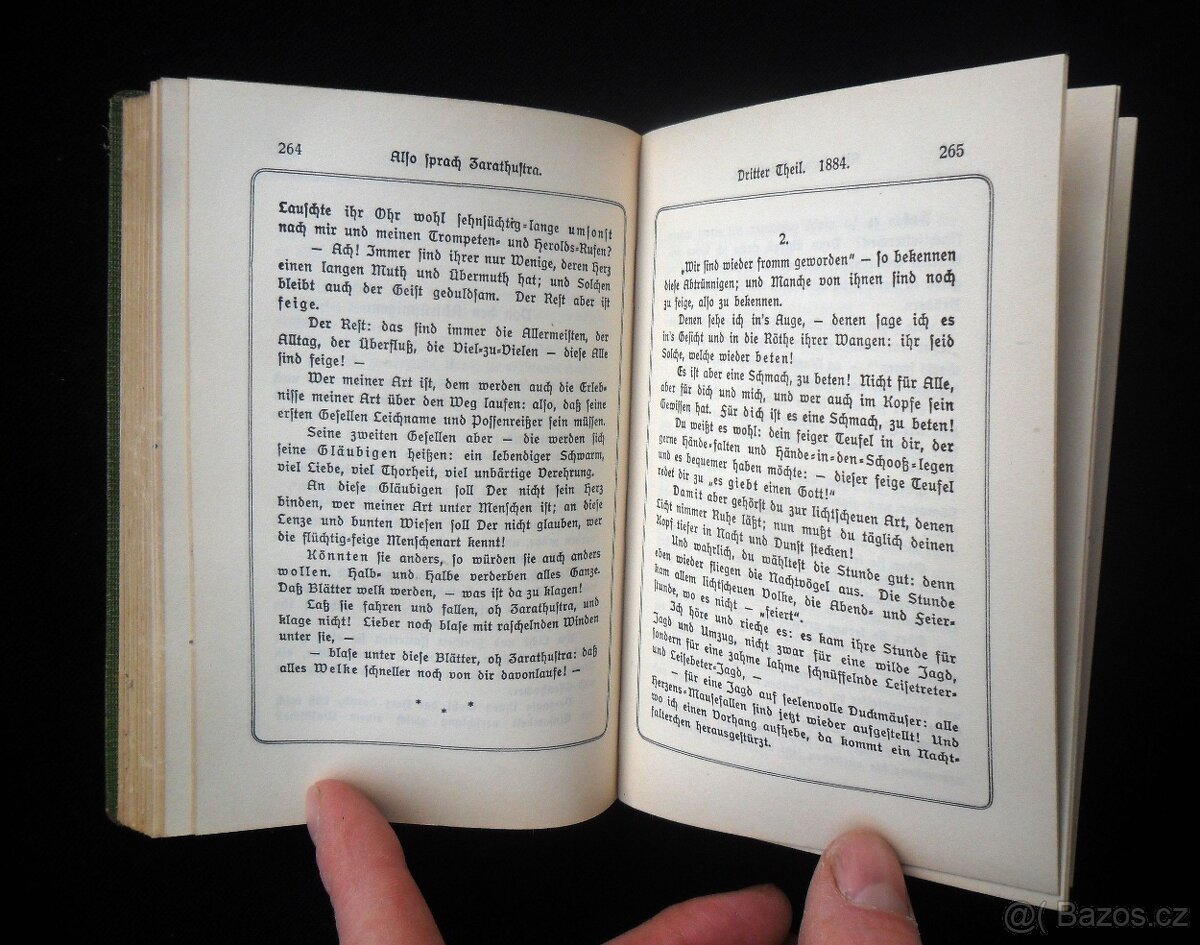 264
Also sprach Zarathustra.
Lauschte ihr Ohr wohl sehnsüchtig-lange umsonst
nach mir und meinen Trompeten- und Herolds-Rufen?
— Ach! Immer sind ihrer nur Wenige, deren Herz
einen langen Muth und Übermuth hat; und Solchen
bleibt auch der Geist geduldsam. Der Rest aber ist
feige.
Der Rest: das sind immer die Allermeisten, der
Alltag, der Überfluß, die Viel-zu-Vielen — diese Alle
sind feige! —
Wer meiner Art ist, dem werden auch die Erleb-
nisse meiner Art über den Weg laufen: also, daß seine
ersten Gesellen Leichname und Possenreißer sein müssen.
Seine zweiten Gesellen aber — die werden sich
seine Gläubigen heißen: ein lebendiger Schwarm,
viel Liebe, viel Thorheit, viel unbärtige Verehrung.
An diese Gläubigen soll Der nicht sein Herz
binden, wer meiner Art unter Menschen ist; an diese
Lenze und bunten Wiesen soll Der nicht glauben, wer
die flüchtig-feige Menschenart kennt!
Könnten sie anders, so würden sie auch anders
wollen. Halb- und Halbe verderben alles Ganze.
Daß Blätter welk werden, — was ist da zu klagen!
Laß sie fahren und fallen, oh Zarathustra, und
klage nicht! Lieber noch blase mit raschelnden Winden
unter sie, —
— blase unter diese Blätter, oh Zarathustra: daß
alles Welke schneller noch von dir davonlaufe! —
* * *
Dritter Theil. 1884.
265
2.
„Wir sind wieder fromm geworden“ — so bekennen
diese Abtrünnigen; und Manche von ihnen sind noch
zu feige, also zu bekennen.
Denen sehe ich in's Auge, — denen sage ich es
in's Gesicht und in die Röthe ihrer Wangen: ihr seid
Solche, welche wieder beten!
Es ist aber eine Schmach, zu beten! Nicht für Alle,
aber für dich und mich, und wer auch im Kopfe sein
Gewissen hat. Für dich ist es eine Schmach, zu beten!
Du weißt es wohl: dein feiger Teufel in dir, der
gerne Hände-falten und Hände-in-den-Schooß-legen
und es bequemer haben möchte: — dieser feige Teufel
redet dir zu „es giebt einen Gott!“
Damit aber gehörst du zur lichtscheuen Art, denen
Licht nimmer Ruhe läßt; nun mußt du täglich deinen
Kopf tiefer in Nacht und Dunst stecken!
Und wahrlich, du wähltest die Stunde gut: denn
eben wieder fliegen die Nachtvögel aus. Die Stunde
kam allem lichtscheuen Volke, die Abend- und Feier-
stunde, wo es nicht — „feiert“.
Ich höre und rieche es: es kam ihre Stunde für
Jagd und Umzug, nicht zwar für eine wilde Jagd,
sondern für eine zahme lahme schnüffelnde Leisetreter-
und Leisebeter-Jagd, —
— für eine Jagd auf seelenvolle Duckmäuser: alle
Herzens-Mausefallen sind jetzt wieder aufgestellt! Und
wo ich einen Vorhang aufhebe, da kommt ein Nacht-
falterchen herausgestürzt.
@( Bazos.cz